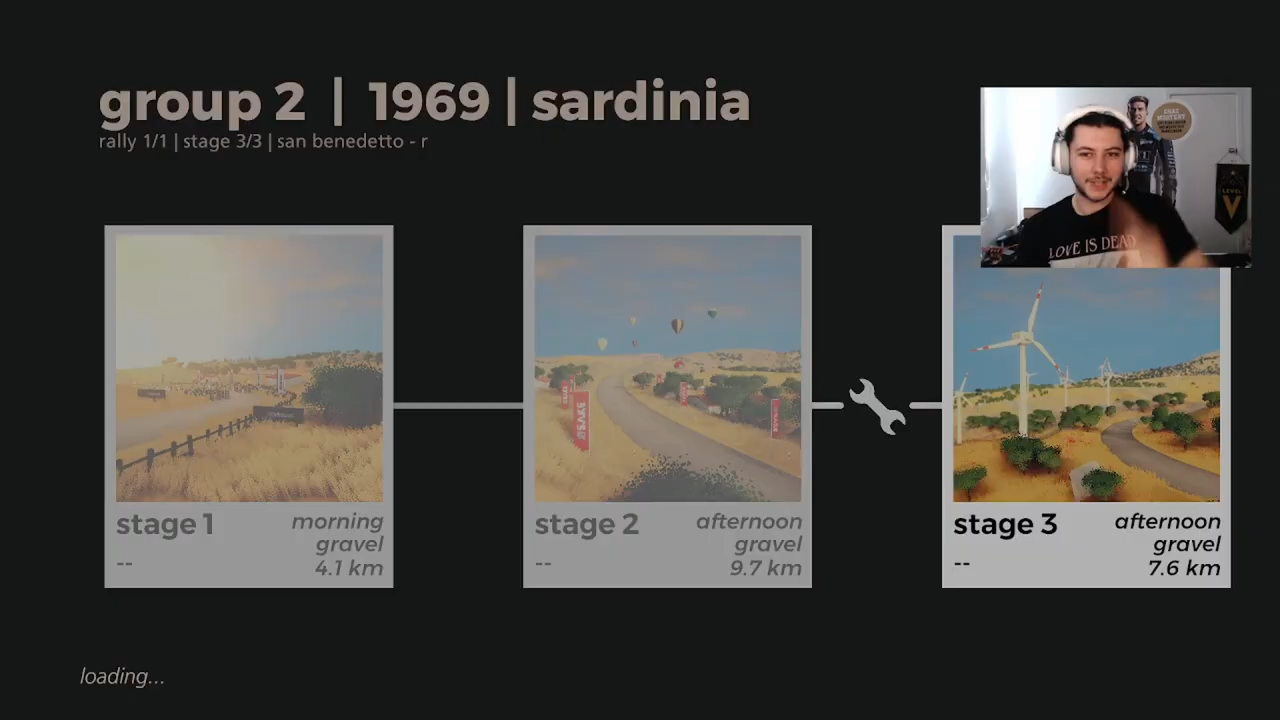 group 2 | 1969 | sardinia
rally 1/1 | stage 3/3 | san benedetto - r
LOVE IS DEAD
LEVEL
V
stage 1
morning
gravel
4.1 km
--
stage 2
afternoon
gravel
9.7 km
--
stage 3
afternoon
gravel
7.6 km
--
loading...